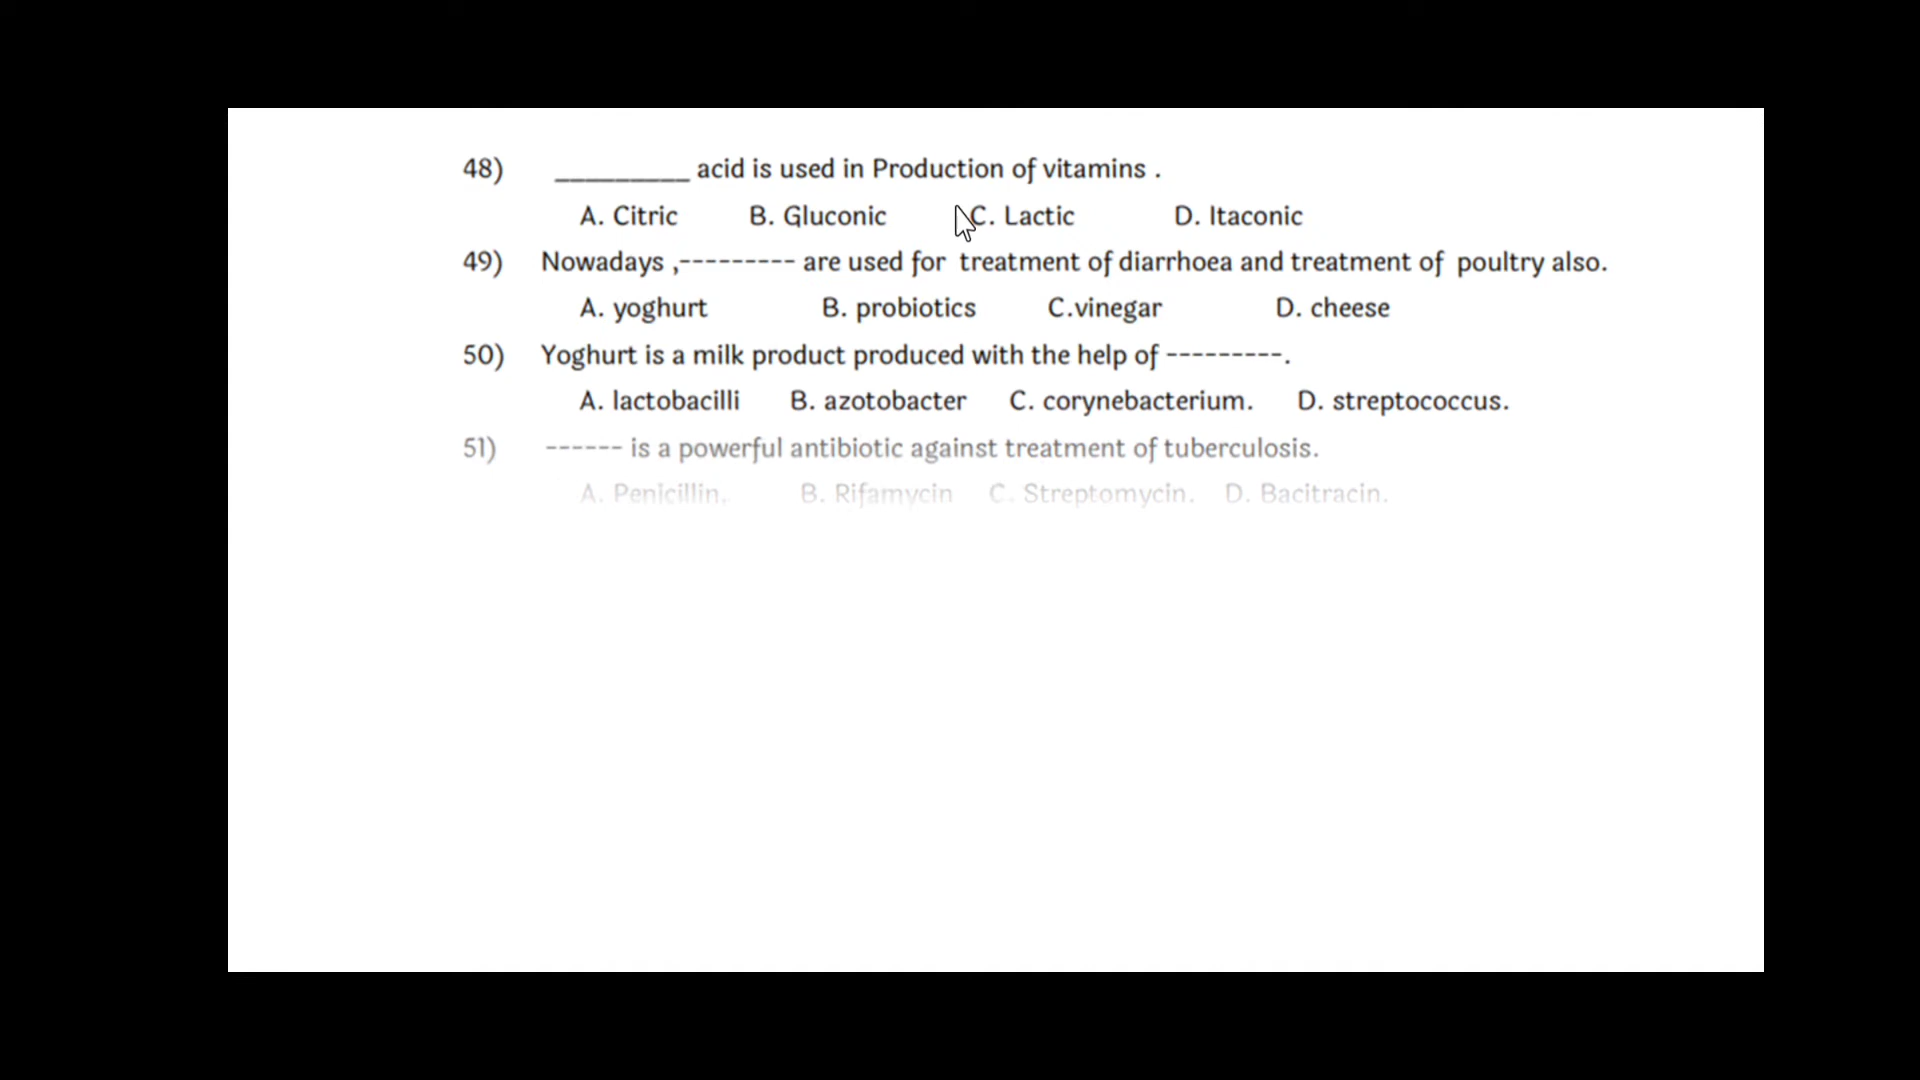 48) _________ acid is used in Production of vitamins .
A. Citric B. Gluconic C. Lactic D. Itaconic
49) Nowadays ,--------- are used for treatment of diarrhoea and treatment of poultry also.
A. yoghurt B. probiotics C.vinegar D. cheese
50) Yoghurt is a milk product produced with the help of ---------.
A. lactobacilli B. azotobacter C. corynebacterium. D. streptococcus.
51) ------ is a powerful antibiotic against treatment of tuberculosis.
A. Penicillin. B. Rifamycin C. Streptomycin. D. Bacitracin.